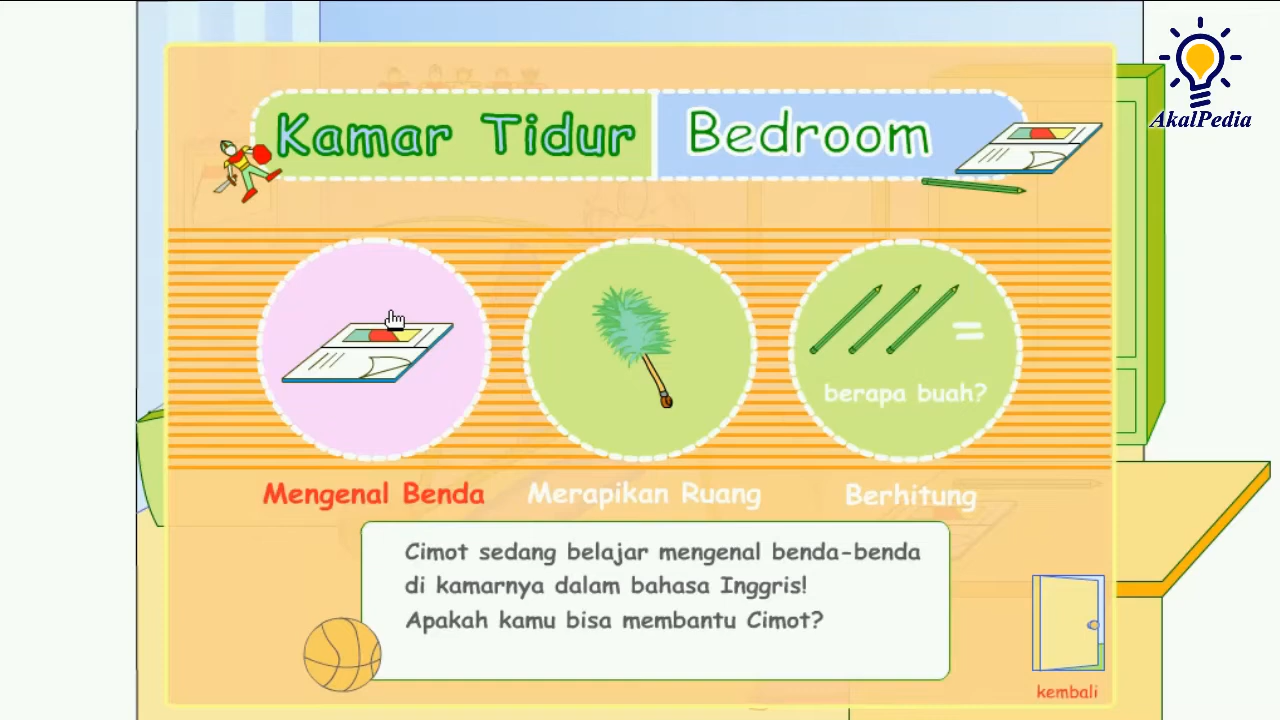 AkalPedia
Kamar Tidur Bedroom
=
berapa buah?
Mengenal Benda Merapikan Ruang Berhitung
Cimot sedang belajar mengenal benda-benda
di kamarnya dalam bahasa Inggris!
Apakah kamu bisa membantu Cimot?
kembali